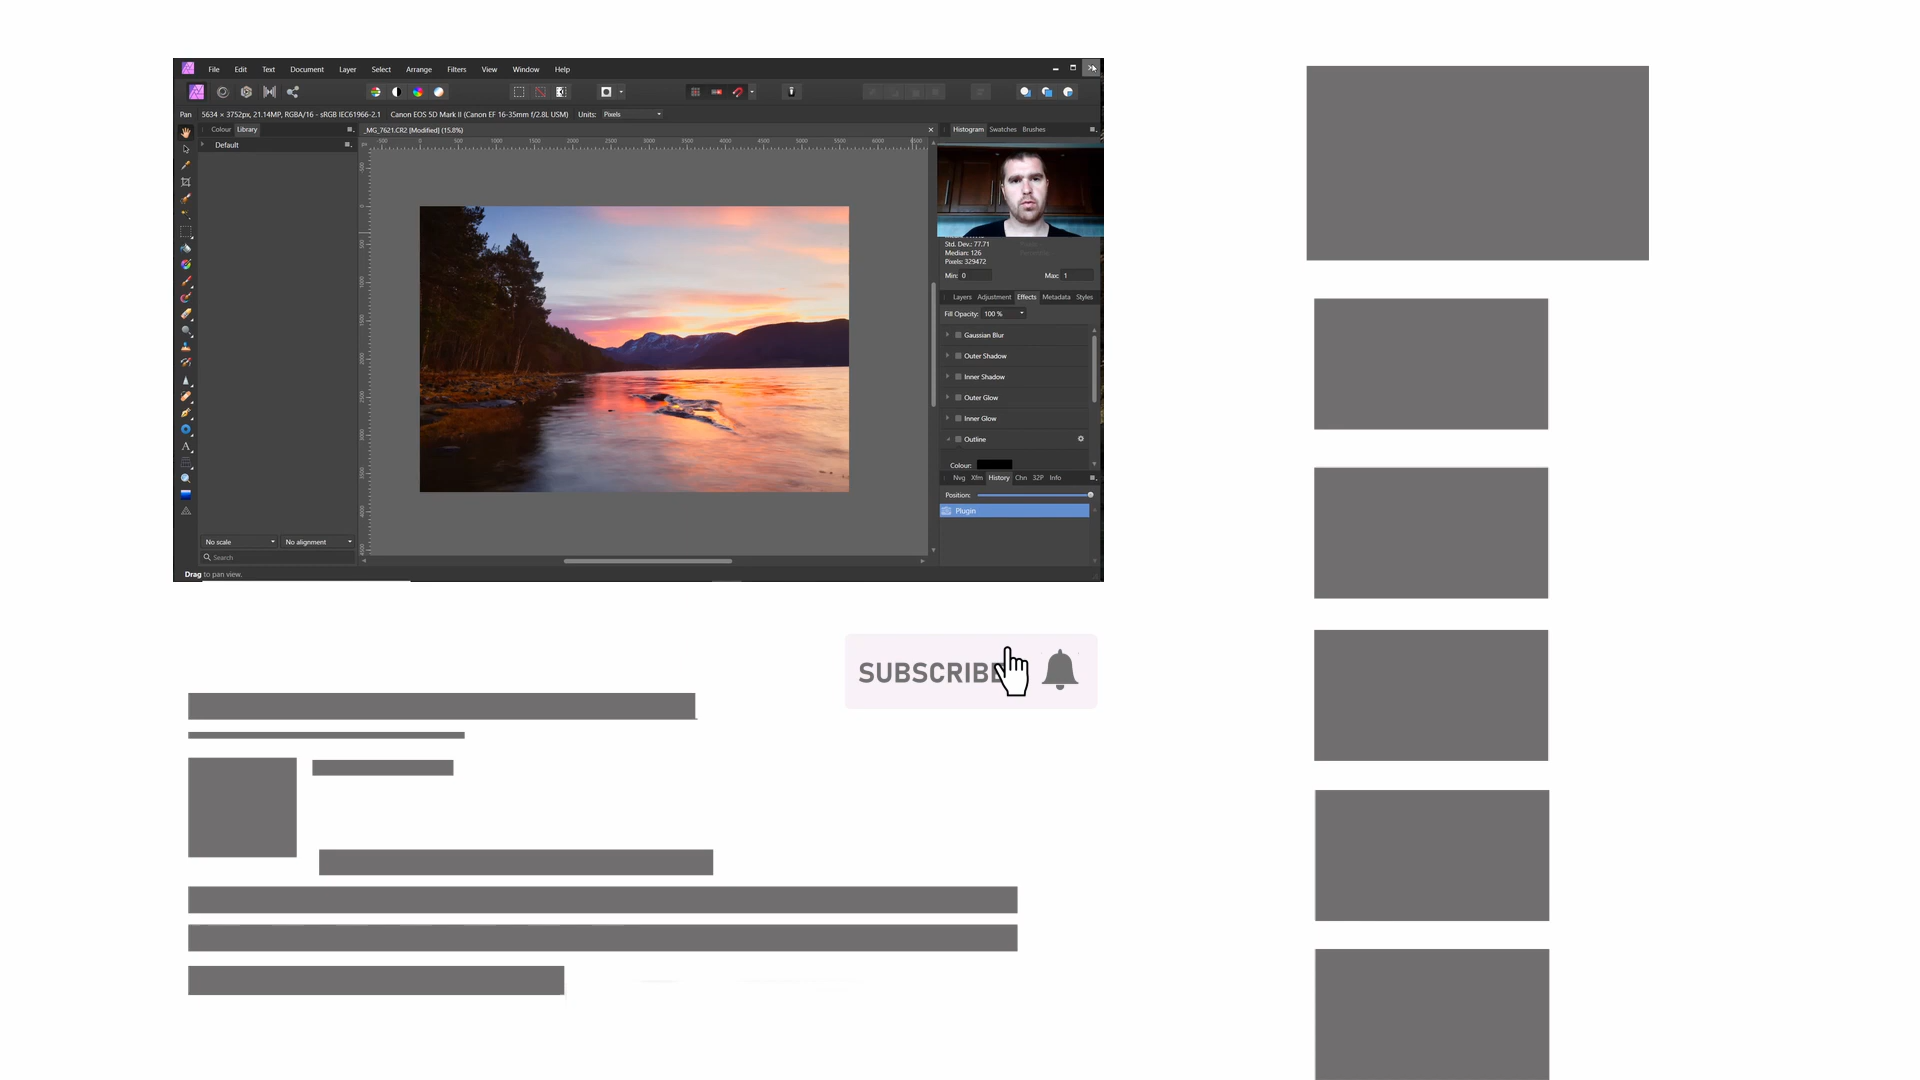 File Edit Text Document Layer Select Arrange Filters View Window Help
Pan 5634 × 3752px, 21.14MP, RGBA/16 - sRGB IEC61966-2.1 Canon EOS 5D Mark II (Canon EF 16-35mm f/2.8L USM) Units: Pixels
Colour Library
_MG_7621.CR2 [Modified] (15.8%)
Histogram Swatches Brushes
Default
Std. Dev.: 77.71
Median: 126
Pixels: 329472
Min: 0 Max: 1
Layers Adjustment Effects Metadata Styles
Fill Opacity: 100 %
Gaussian Blur
Outer Shadow
Inner Shadow
Outer Glow
Inner Glow
Outline
Colour:
Nvg Xfm History Chn 32P Info
Position:
Plugin
No scale No alignment
Search
Drag to pan view.
SUBSCRIBE